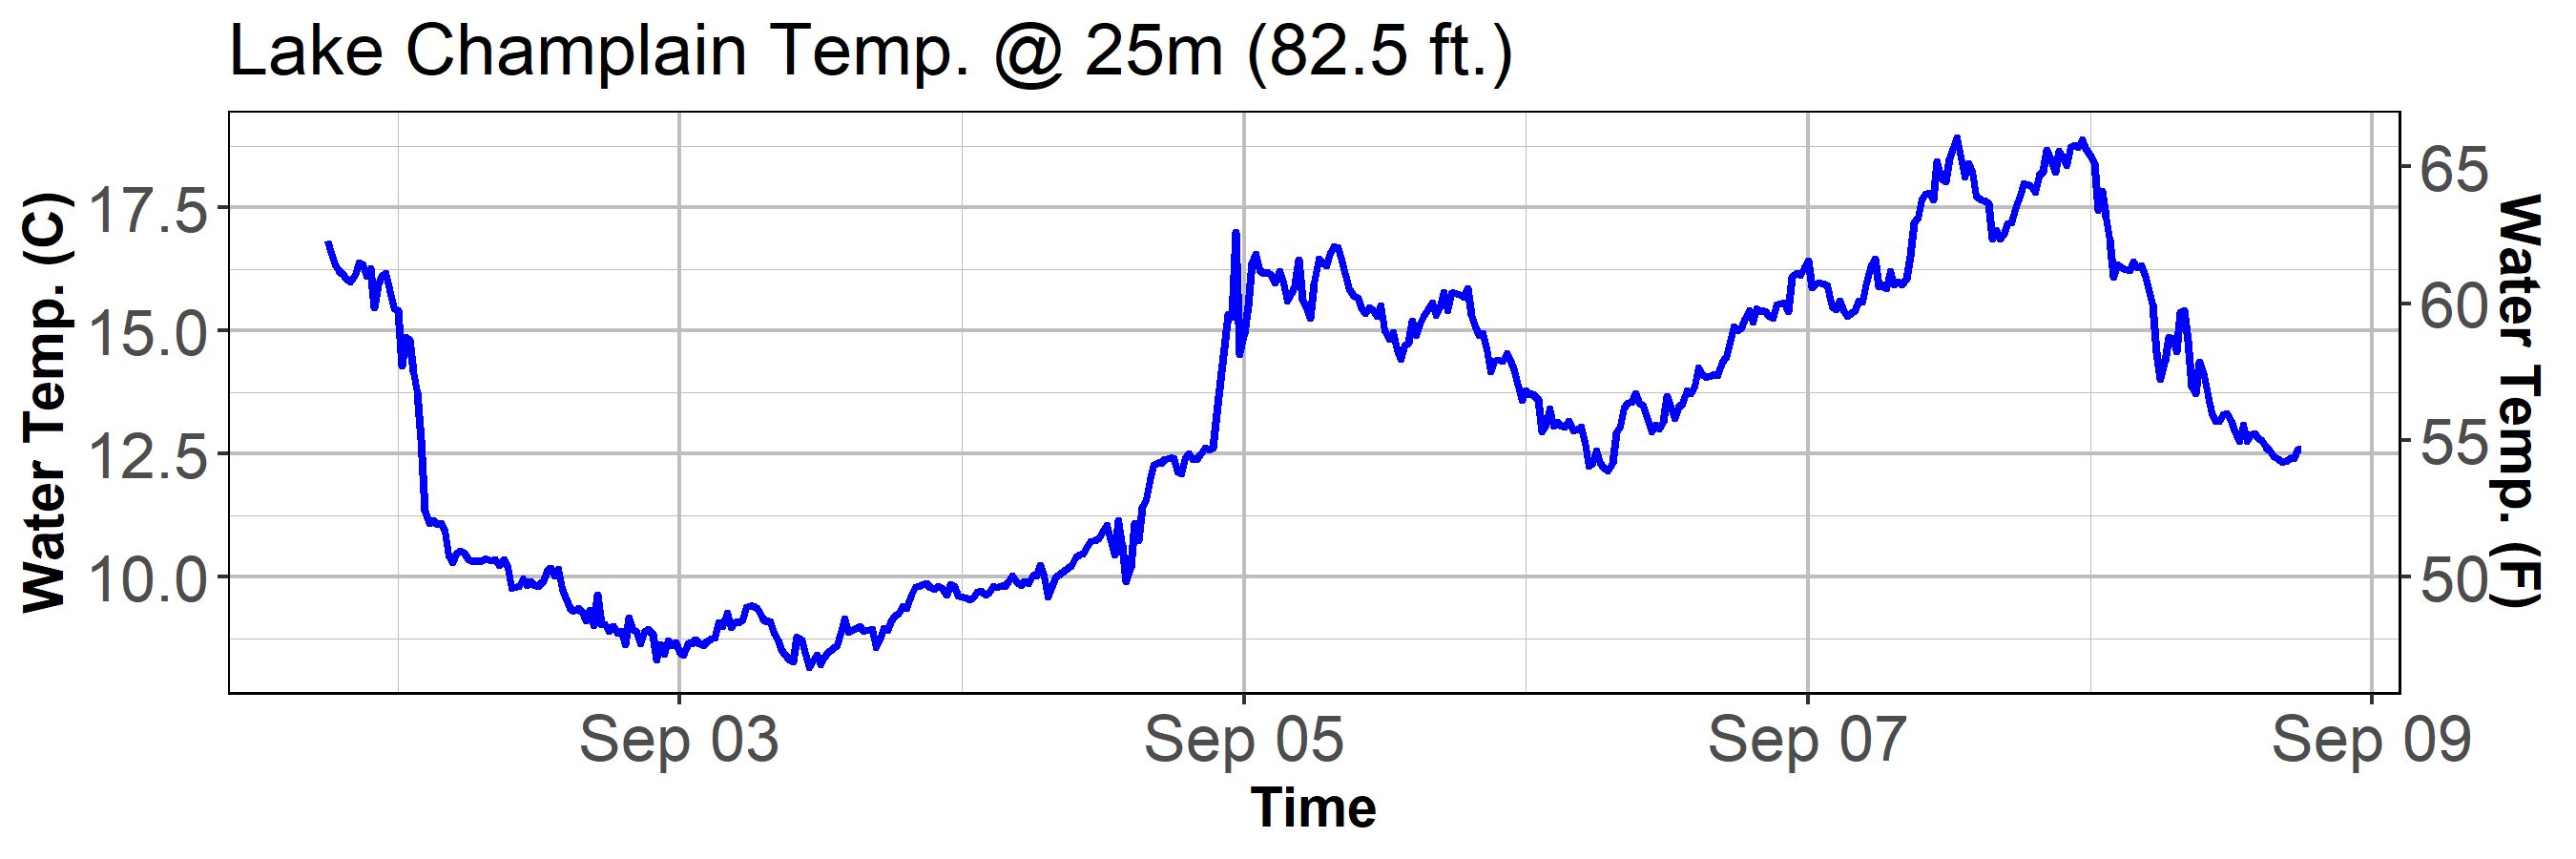 Lake Champlain Temp. @ 25m (82.5 ft.)
Water Temp. (C)
17.5
15.0
12.5
10.0
65
60
55
50
Water Temp. (F)
Sep 03 Sep 05 Sep 07 Sep 09
Time